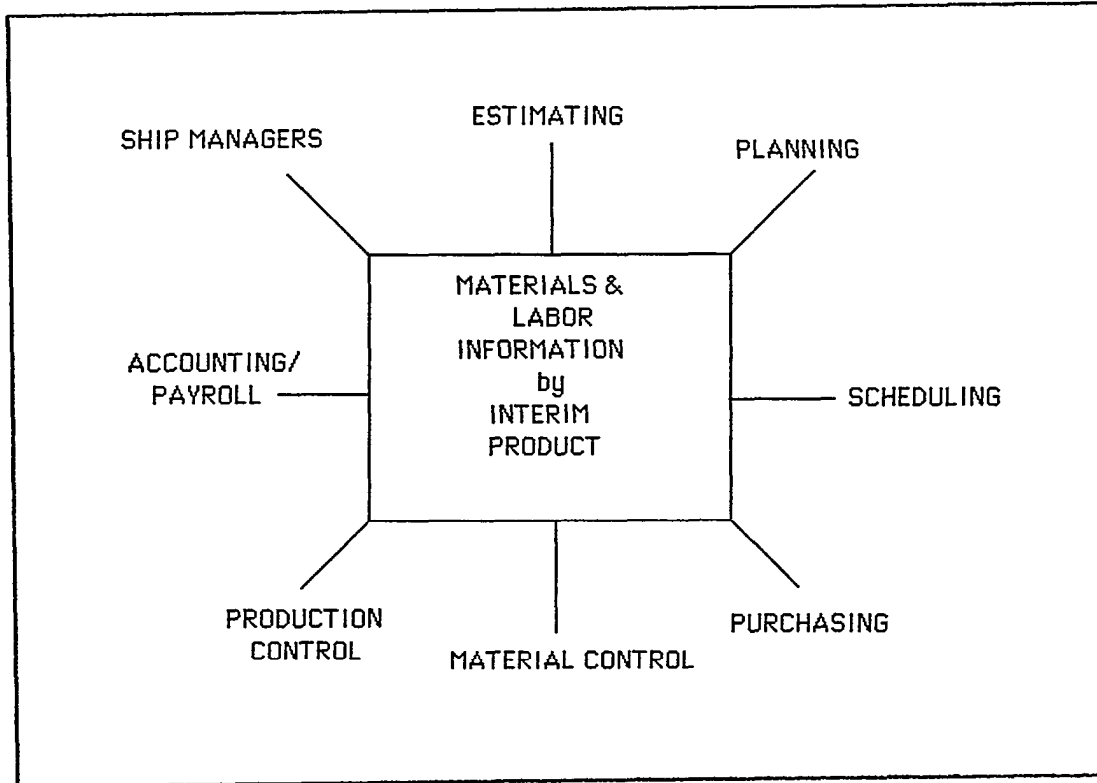 ESTIMATING
SHIP MANAGERS
PLANNING
MATERIALS &
LABOR
INFORMATION
by
INTERIM
PRODUCT
ACCOUNTING/
PAYROLL
SCHEDULING
PRODUCTION
CONTROL
MATERIAL CONTROL
PURCHASING